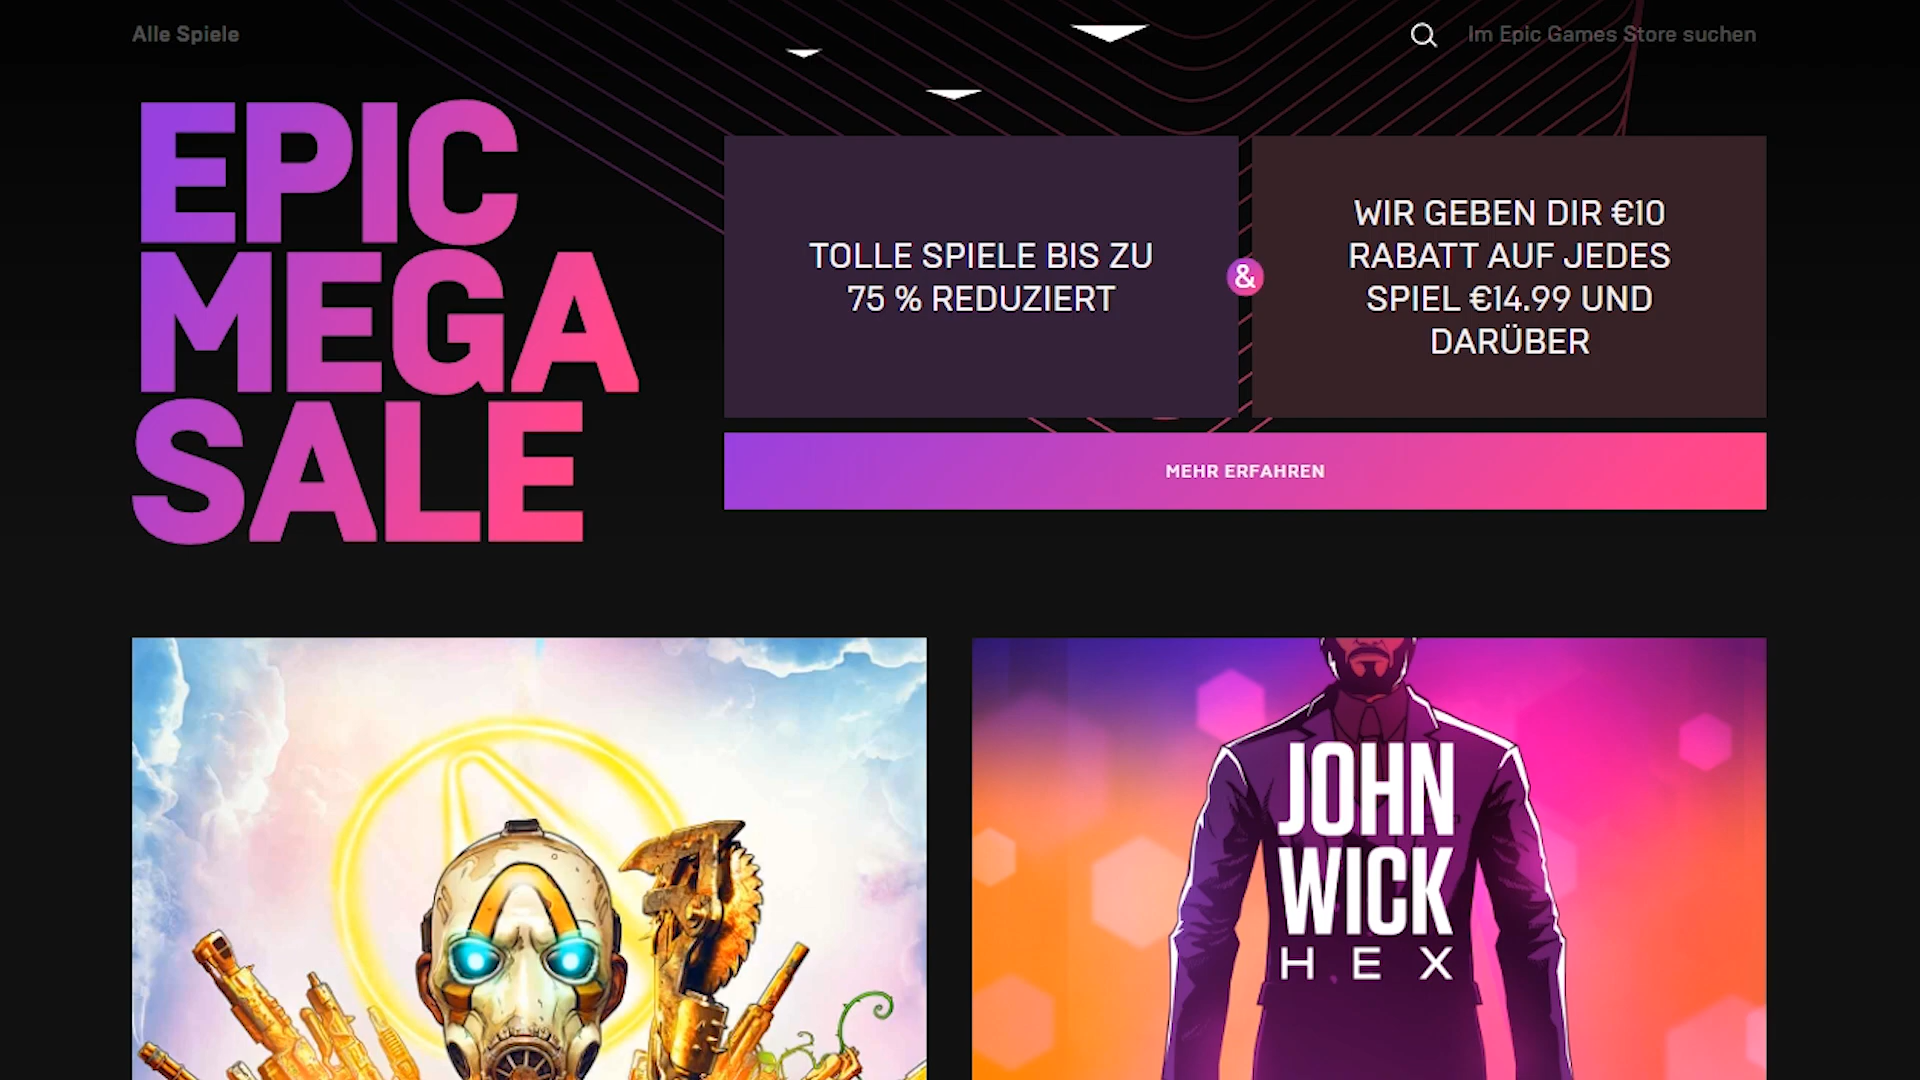 Alle Spiele
Im Epic Games Store suchen
EPIC
MEGA
SALE
TOLLE SPIELE BIS ZU
75 % REDUZIERT
&
WIR GEBEN DIR €10
RABATT AUF JEDES
SPIEL €14.99 UND
DARÜBER
MEHR ERFAHREN
JOHN
WICK
HEX